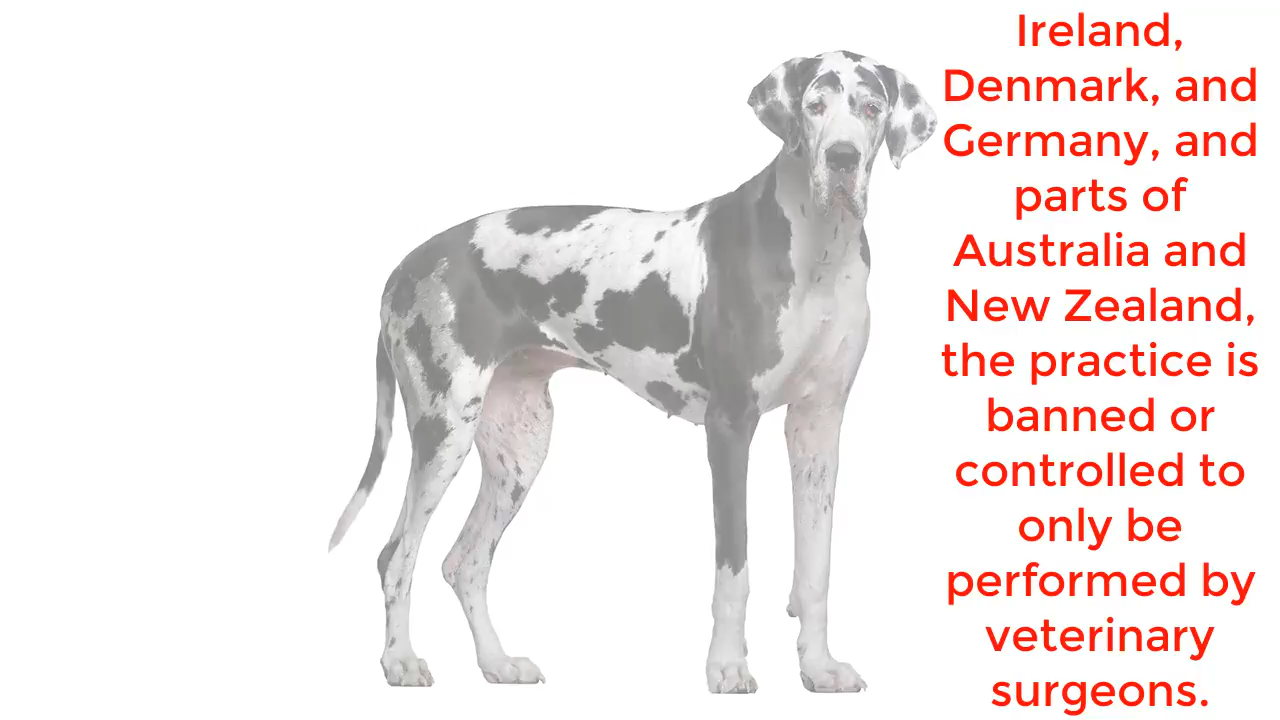 Ireland,
Denmark, and
Germany, and
parts of
Australia and
New Zealand,
the practice is
banned or
controlled to
only be
performed by
veterinary
surgeons.